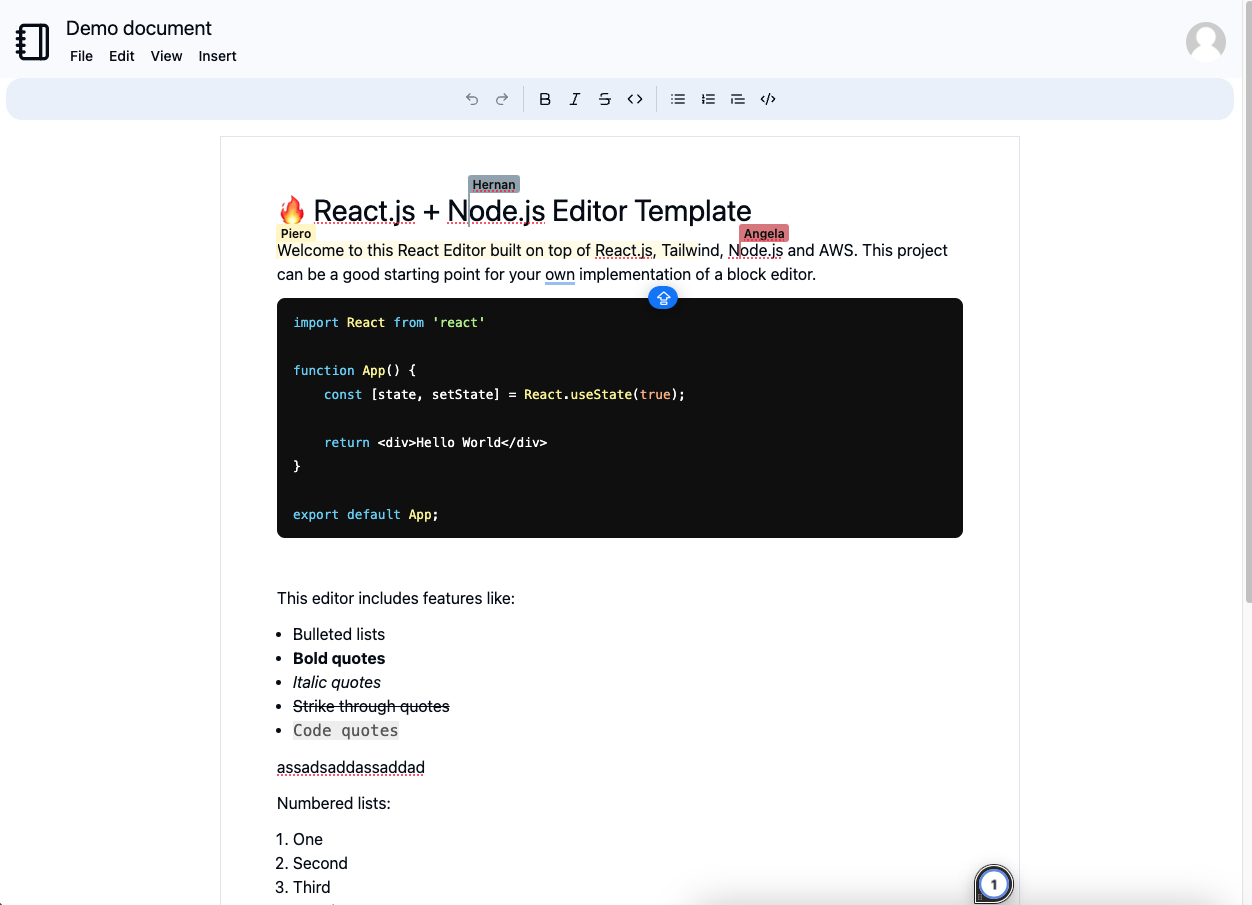 Demo document
File Edit View Insert
Hernan
🔥 React.js + Node.js Editor Template
Piero
Angela
Welcome to this React Editor built on top of React.js, Tailwind, Node.js and AWS. This project
can be a good starting point for your own implementation of a block editor.
import React from 'react'
function App() {
    const [state, setState] = React.useState(true);
    return <div>Hello World</div>
}
export default App;
This editor includes features like:
• Bulleted lists
• Bold quotes
• Italic quotes
• Strike through quotes
• Code quotes
assadsaddassaddad
Numbered lists:
1. One
2. Second
3. Third
1